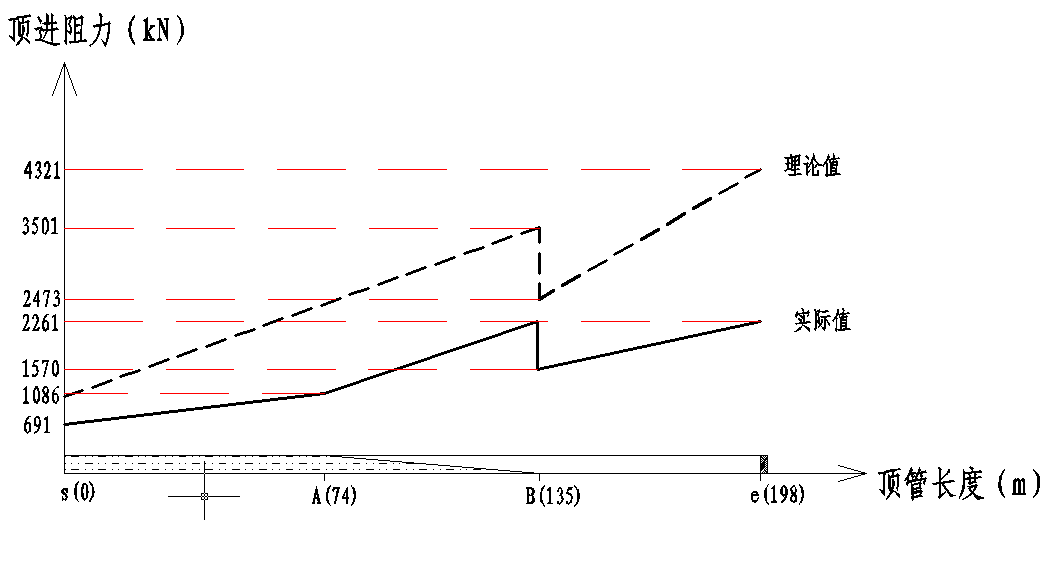 顶进阻力(kN)
4321
理论值
3501
2473
2261
实际值
1570
1086
691
s(0)
A(74)
B(135)
e(198)
顶管长度(m)